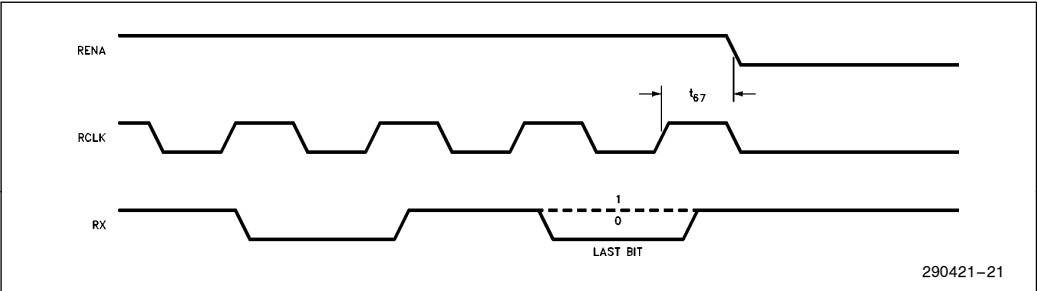 RENA
t67
RCLK
1
0
RX
LAST BIT
290421–21